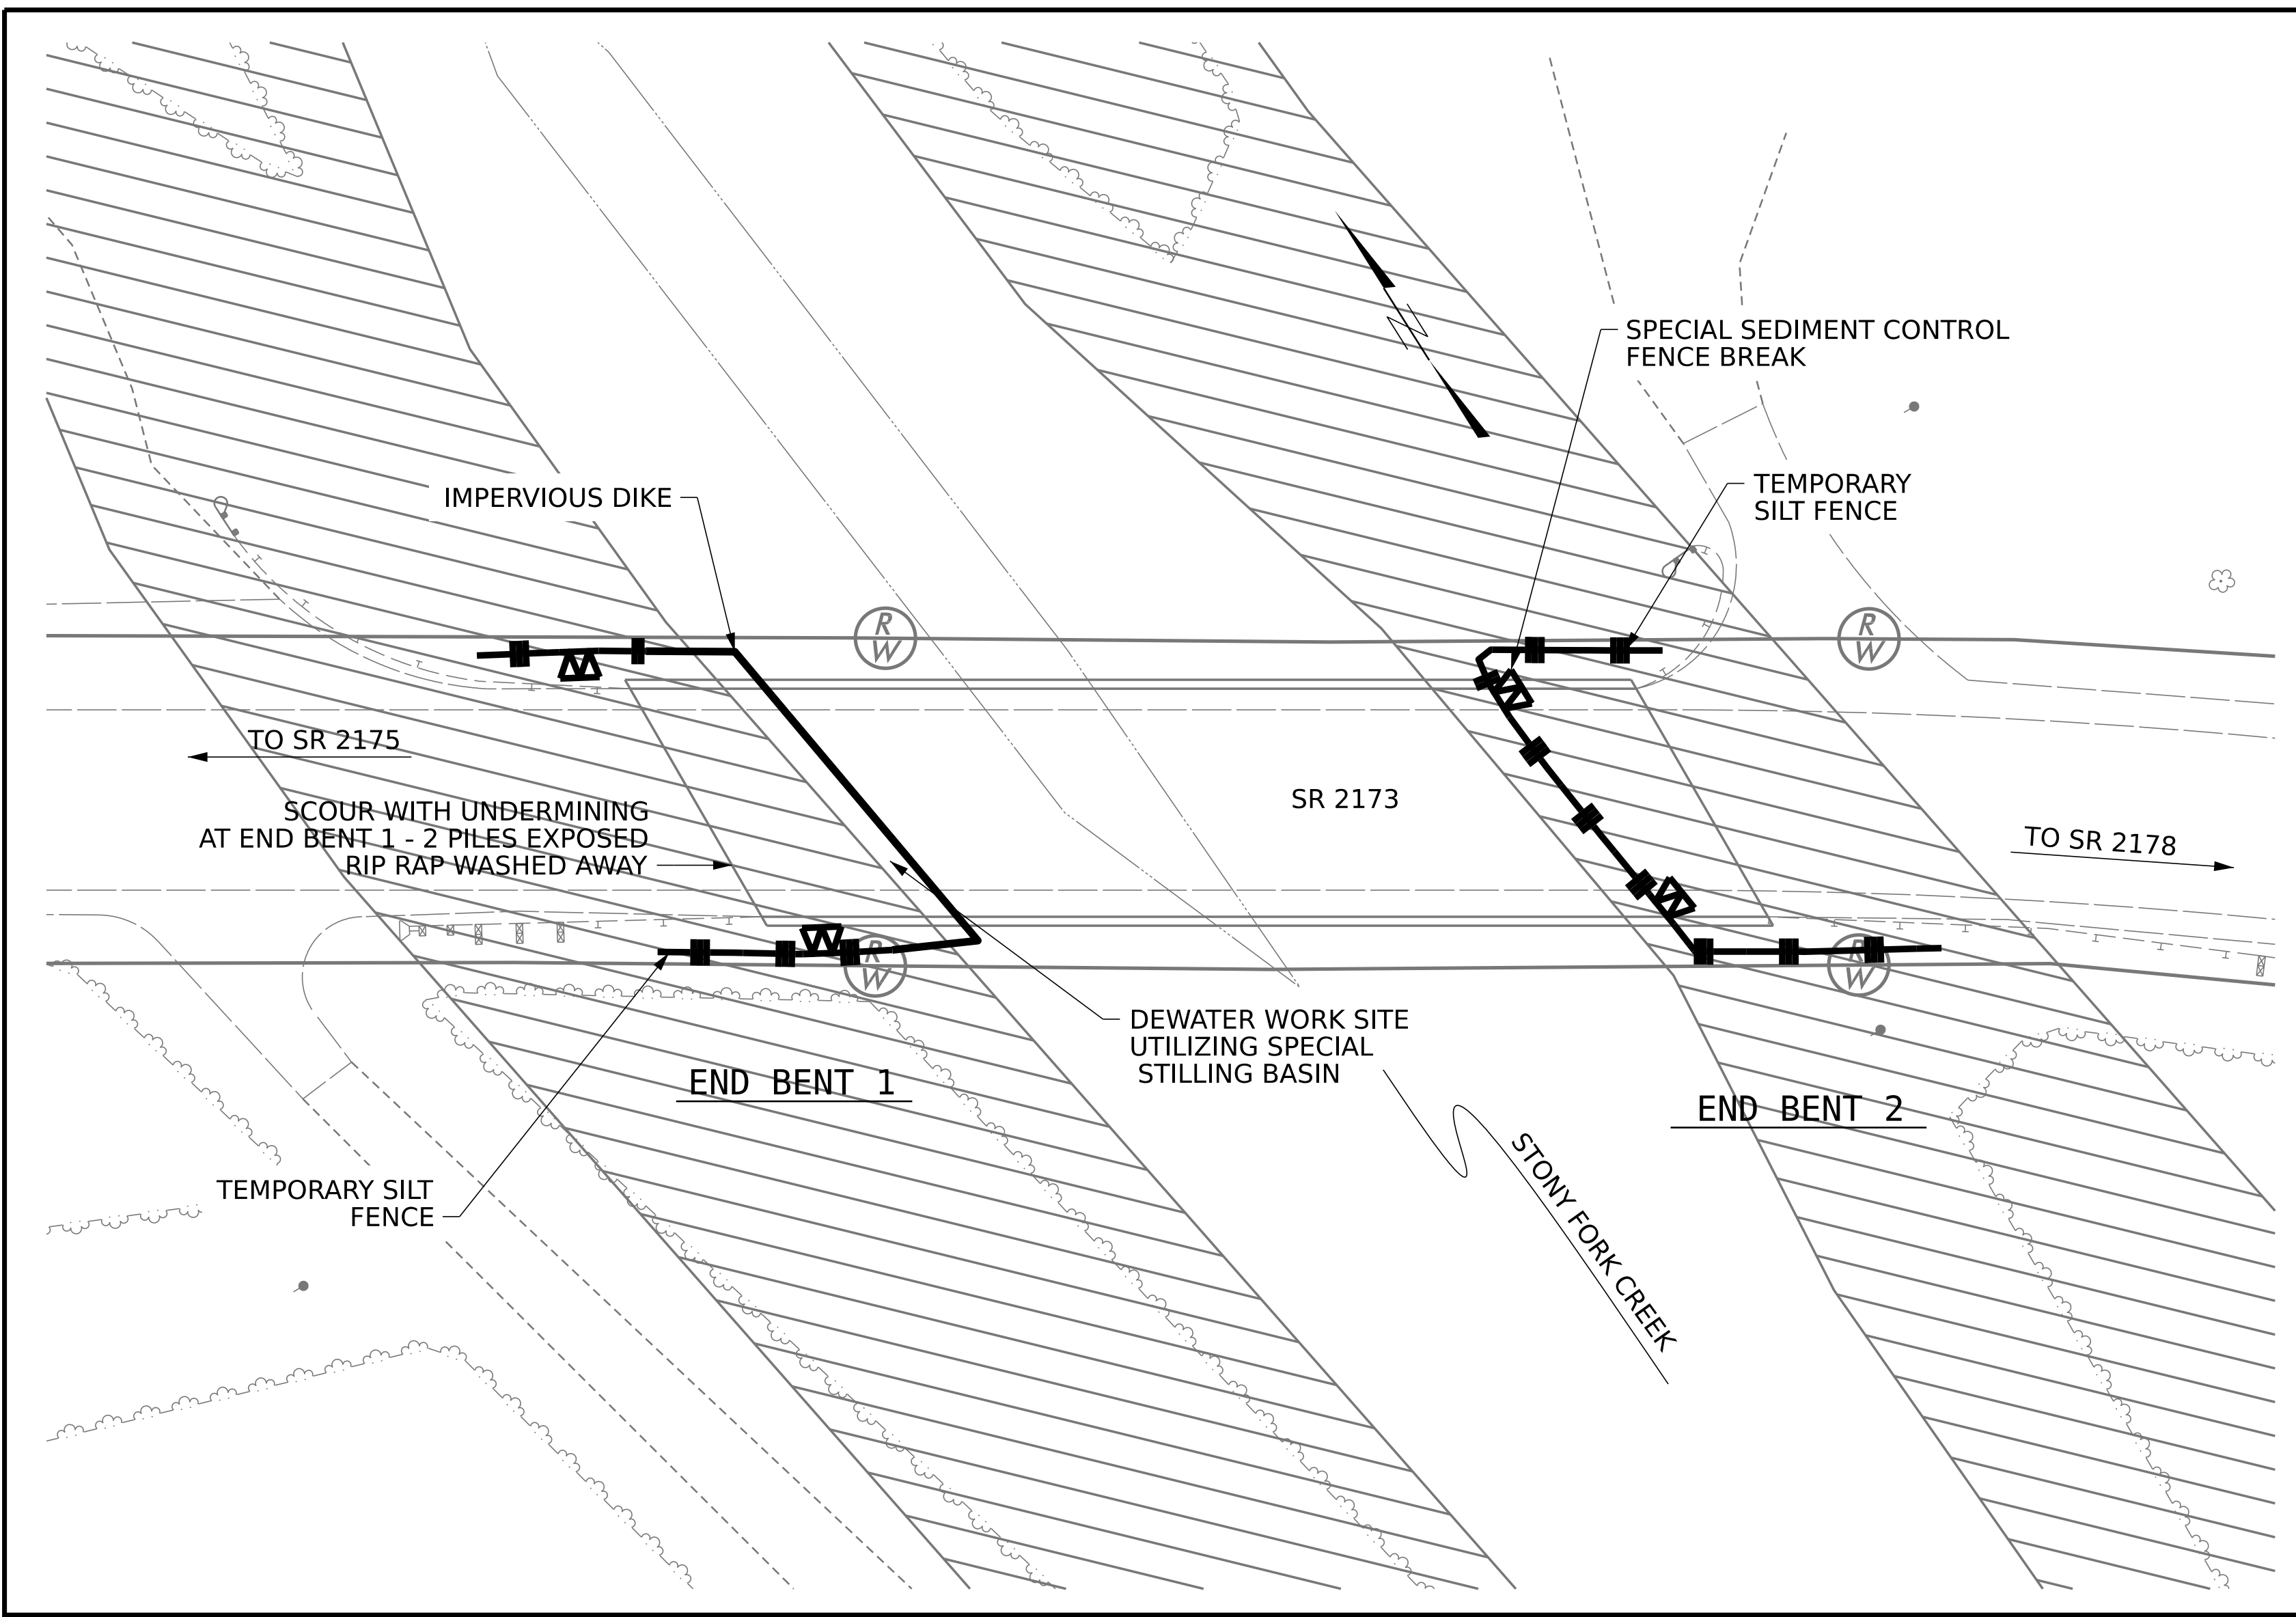 SPECIAL SEDIMENT CONTROL
FENCE BREAK
IMPERVIOUS DIKE
TEMPORARY
SILT FENCE
R
W
R
W
TO SR 2175
SCOUR WITH UNDERMINING
AT END BENT 1 - 2 PILES EXPOSED
RIP RAP WASHED AWAY
SR 2173
TO SR 2178
R
W
R
W
DEWATER WORK SITE
UTILIZING SPECIAL
STILLING BASIN
END BENT 1
END BENT 2
STONY FORK CREEK
TEMPORARY SILT
FENCE